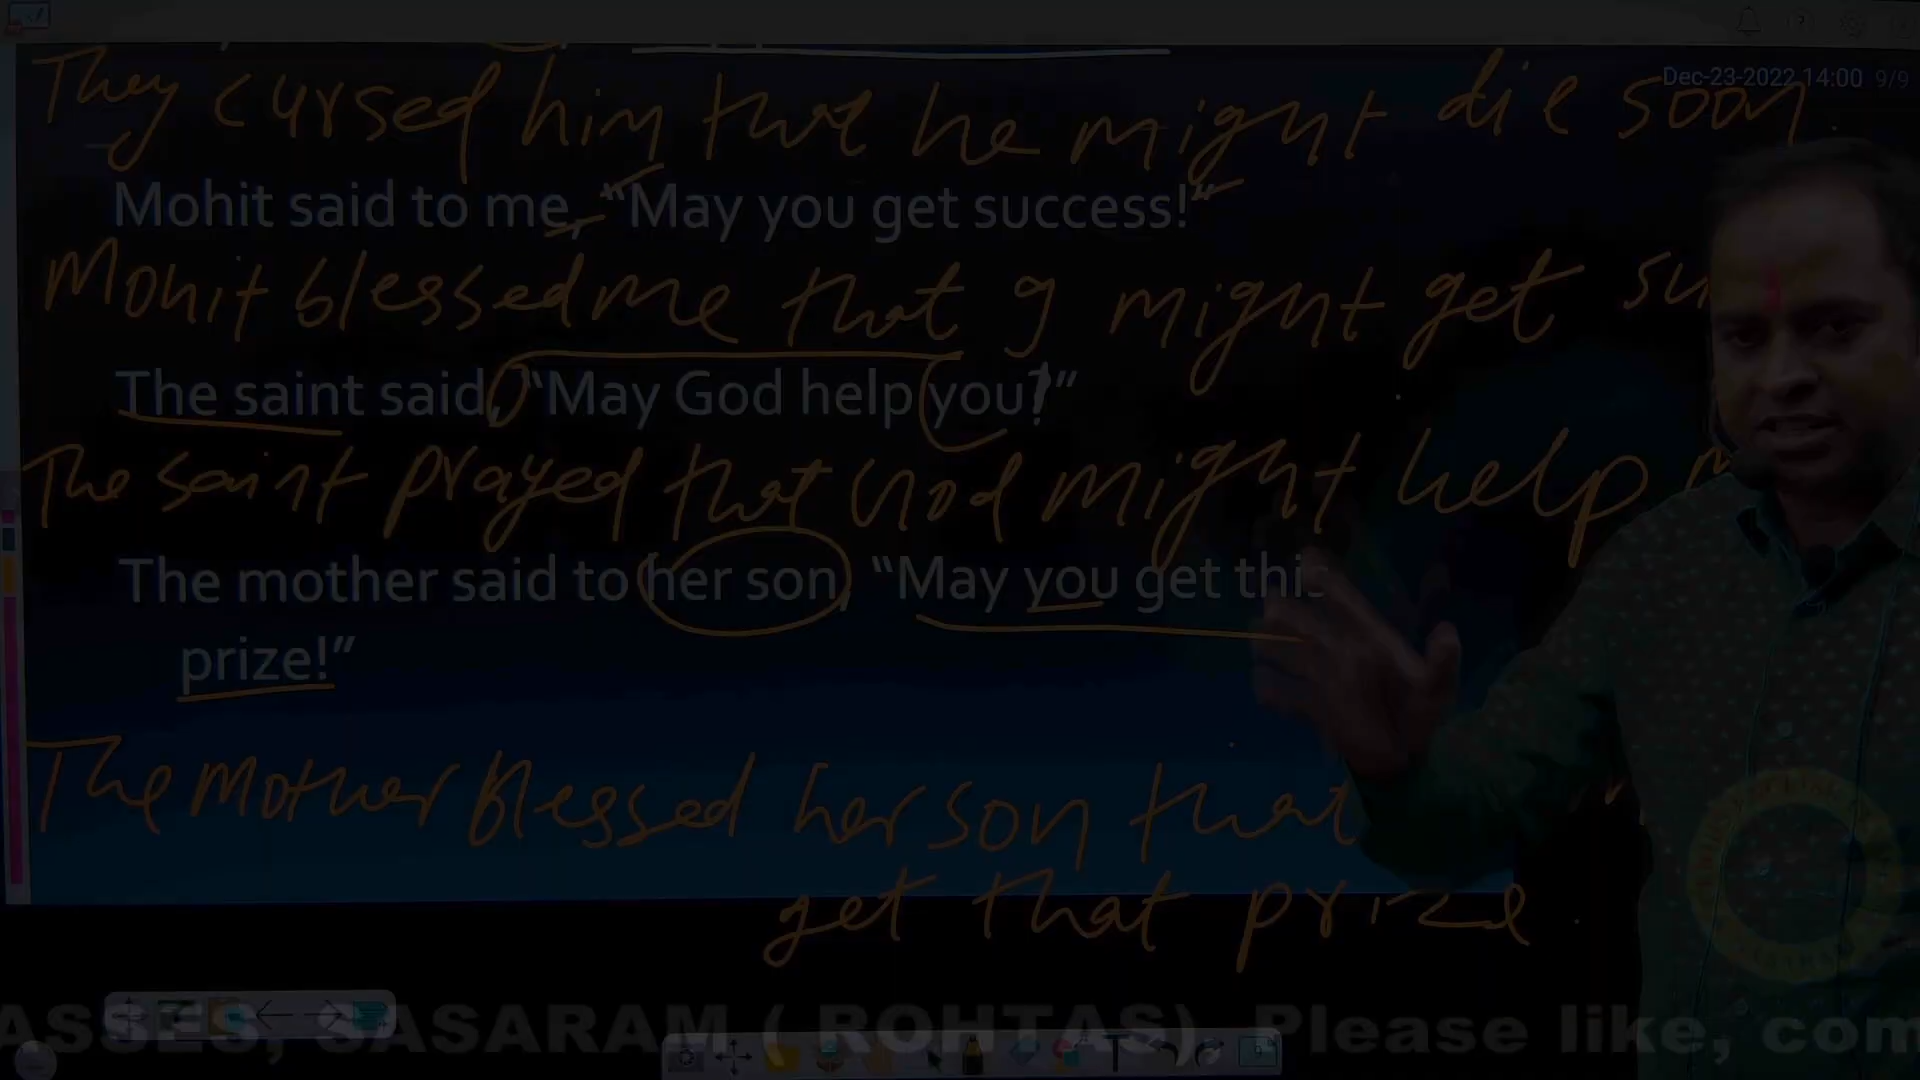 Dec-23-2022 14:00 9/9
They cursed him that he might die soon
Mohit said to me, “May you get success!”
Mohit blessed me that I might get su
The saint said, “May God help you!”
The saint prayed that God might help
The mother said to her son, “May you get this
prize!”
The Mother blessed her son that
get that prize
ASSES, SASARAM ( ROHTAS), Please like, com